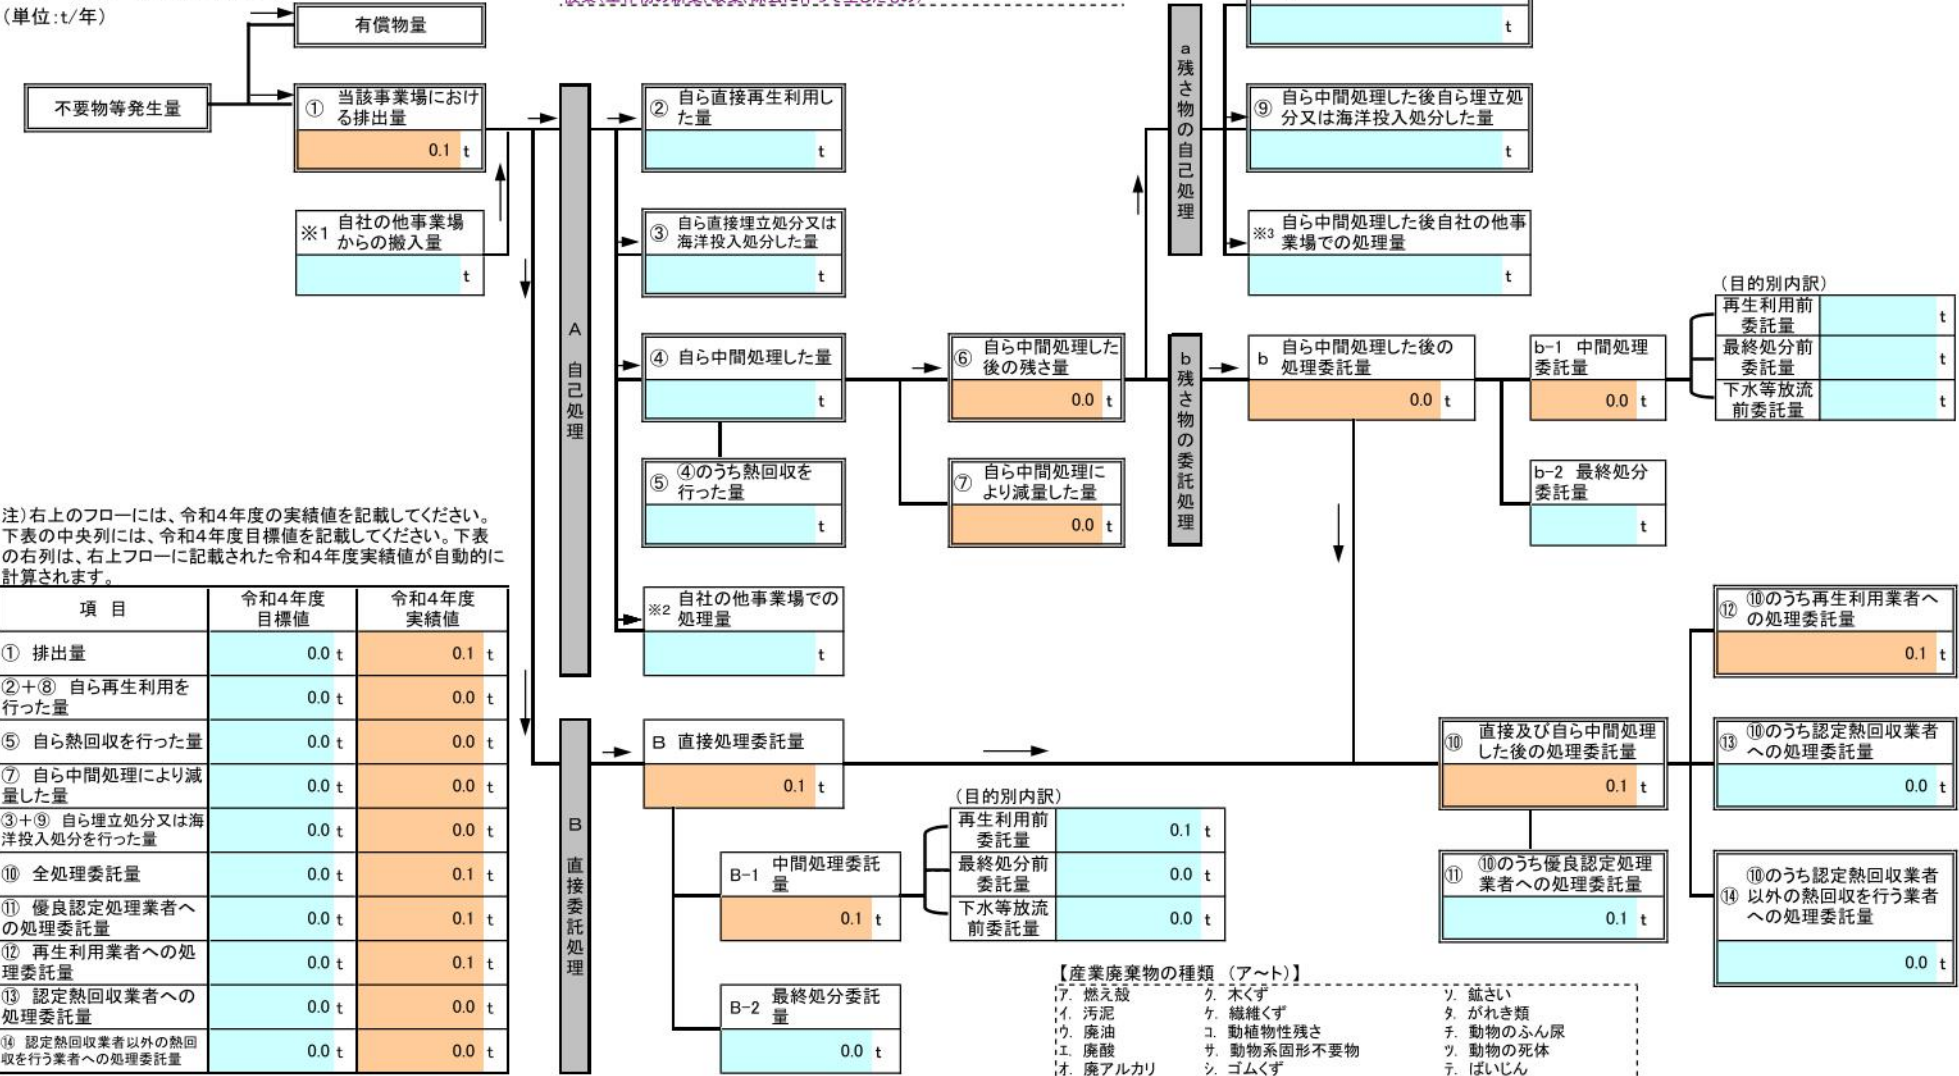 (単位:t/年)
有償物量
不要物等発生量
① 当該事業場におけ
る排出量
0.1 t
※1 自社の他事業場
からの搬入量
t
A 自己処理
② 自ら直接再生利用し
た量
t
③ 自ら直接埋立処分又は
海洋投入処分した量
t
④ 自ら中間処理した量
t
⑤ ④のうち熱回収を
行った量
t
※2 自社の他事業場での
処理量
t
⑥ 自ら中間処理した
後の残さ量
0.0 t
⑦ 自ら中間処理に
より減量した量
0.0 t
a 残さ物の自己処理
t
⑨ 自ら中間処理した後自ら埋立処
分又は海洋投入処分した量
t
※3 自ら中間処理した後自社の他事
業場での処理量
t
b 残さ物の委託処理
b 自ら中間処理した後の
処理委託量
0.0 t
b-1 中間処理
委託量
0.0 t
b-2 最終処分
委託量
t
(目的別内訳)
再生利用前
委託量
t
最終処分前
委託量
t
下水等放流
前委託量
t
注)右上のフローには、令和4年度の実績値を記載してください。
下表の中央列には、令和4年度目標値を記載してください。下表
の右列は、右上フローに記載された令和4年度実績値が自動的に
計算されます。
項 目 令和4年度 目標値 令和4年度 実績値
① 排出量 0.0 t 0.1 t
②+⑧ 自ら再生利用を
行った量 0.0 t 0.0 t
⑤ 自ら熱回収を行った量 0.0 t 0.0 t
⑦ 自ら中間処理により減
量した量 0.0 t 0.0 t
③+⑨ 自ら埋立処分又は海
洋投入処分を行った量 0.0 t 0.0 t
⑩ 全処理委託量 0.0 t 0.1 t
⑪ 優良認定処理業者へ
の処理委託量 0.0 t 0.1 t
⑫ 再生利用業者への処
理委託量 0.0 t 0.1 t
⑬ 認定熱回収業者への
処理委託量 0.0 t 0.0 t
⑭ 認定熱回収業者以外の熱回
収を行う業者への処理委託量 0.0 t 0.0 t
B 直接委託処理
B 直接処理委託量
0.1 t
B-1 中間処理委託
量
0.1 t
B-2 最終処分委託
量
0.0 t
(目的別内訳)
再生利用前
委託量
0.1 t
最終処分前
委託量
0.0 t
下水等放流
前委託量
0.0 t
⑩ 直接及び自ら中間処理
した後の処理委託量
0.1 t
⑪ ⑩のうち優良認定処理
業者への処理委託量
0.1 t
⑫ ⑩のうち再生利用業者へ
の処理委託量
0.1 t
⑬ ⑩のうち認定熱回収業者
への処理委託量
0.0 t
⑭ ⑩のうち認定熱回収業者
以外の熱回収を行う業者
への処理委託量
0.0 t
【産業廃棄物の種類 (ア~ト)】
ア. 燃え殻 ク. 木くず ソ. 鉱さい
イ. 汚泥 ケ. 繊維くず タ. がれき類
ウ. 廃油 コ. 動植物性残さ チ. 動物のふん尿
エ. 廃酸 サ. 動物系固形不要物 ツ. 動物の死体
オ. 廃アルカリ シ. ゴムくず テ. ばいじん